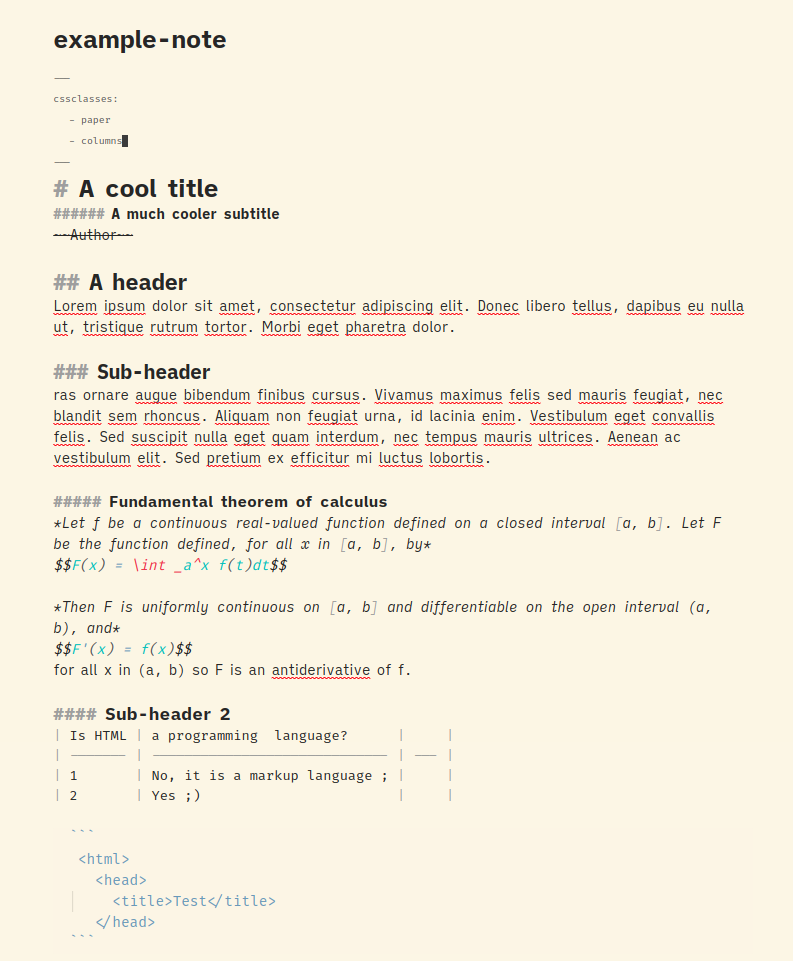 example-note
---
cssclasses:
  - paper
  - columns
---
# A cool title
###### A much cooler subtitle
~~Author~~
## A header
Lorem ipsum dolor sit amet, consectetur adipiscing elit. Donec libero tellus, dapibus eu nulla
ut, tristique rutrum tortor. Morbi eget pharetra dolor.
### Sub-header
ras ornare augue bibendum finibus cursus. Vivamus maximus felis sed mauris feugiat, nec
blandit sem rhoncus. Aliquam non feugiat urna, id lacinia enim. Vestibulum eget convallis
felis. Sed suscipit nulla eget quam interdum, nec tempus mauris ultrices. Aenean ac
vestibulum elit. Sed pretium ex efficitur mi luctus lobortis.
##### Fundamental theorem of calculus
*Let f be a continuous real-valued function defined on a closed interval [a, b]. Let F
be the function defined, for all x in [a, b], by*
$$F(x) = \int _a^x f(t)dt$$
*Then F is uniformly continuous on [a, b] and differentiable on the open interval (a,
b), and*
$$F'(x) = f(x)$$
for all x in (a, b) so F is an antiderivative of f.
#### Sub-header 2
| Is HTML | a programming  language?      |     |
| ------- | ----------------------------- | --- |
| 1       | No, it is a markup language ; |     |
| 2       | Yes ;)                        |     |
```
 <html>
   <head>
     <title>Test</title>
   </head>
```